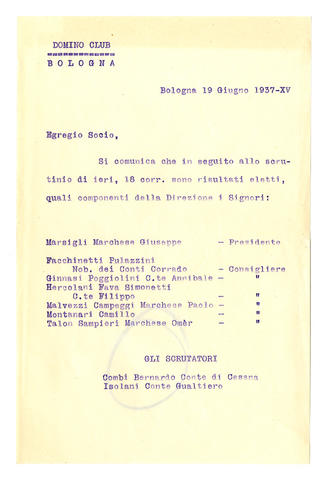 DOMINO CLUB
BOLOGNA
Bologna 19 Giugno 1937-XV
Egregio Socio,
Si comunica che in seguito allo scru-
tinio di ieri, 18 corr. sono risultati eletti,
quali componenti della Direzione i Signori:
Marsigli Marchese Giuseppe - Presidente
Facchinetti Pulazzini
Nob. dei Conti Corrado - Consigliere
Ginnasi Poggiolini C.te Annibale - "
Hercolani Fava Simonetti
C.te Filippo - "
Malvezzi Campeggi Marchese Paolo - "
Montanari Camillo - "
Talon Sampieri Marchese Omèr - "
GLI SCRUTATORI
Combi Bernardo Conte di Cesana
Isolani Conte Gualtiero